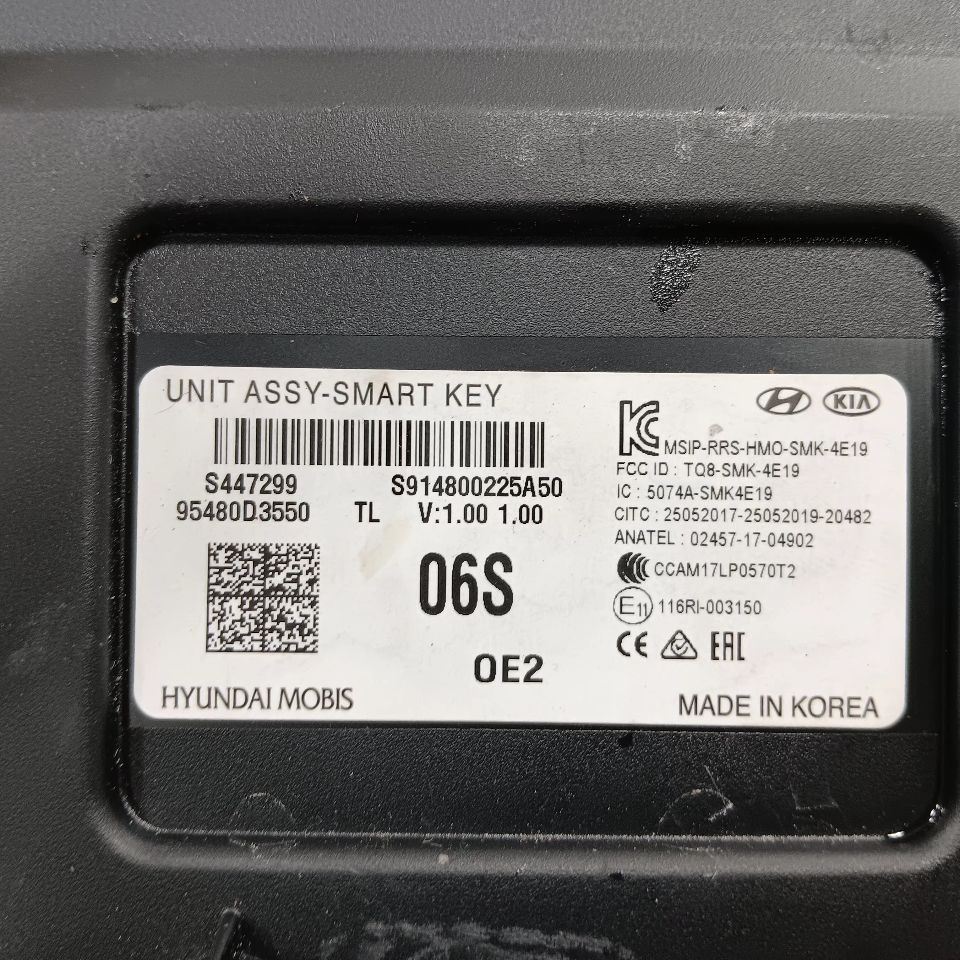 UNIT ASSY-SMART KEY
KIA
S447299 S914800225A50
95480D3550 TL V:1.00 1.00
06S
OE2
HYUNDAI MOBIS
MSIP-RRS-HMO-SMK-4E19
FCC ID : TQ8-SMK-4E19
IC : 5074A-SMK4E19
CITC : 25052017-25052019-20482
ANATEL : 02457-17-04902
CCAM17LP0570T2
E11 116RI-003150
CE EAC
MADE IN KOREA